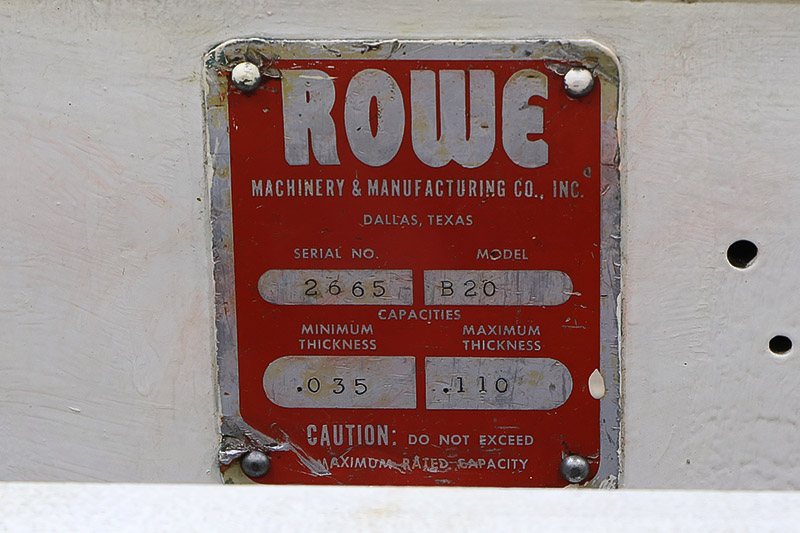 ROWE
MACHINERY & MANUFACTURING CO., INC.
DALLAS, TEXAS
SERIAL NO. MODEL
2665 B20
CAPACITIES
MINIMUM THICKNESS MAXIMUM THICKNESS
.035 .110
CAUTION: DO NOT EXCEED
MAXIMUM RATED CAPACITY